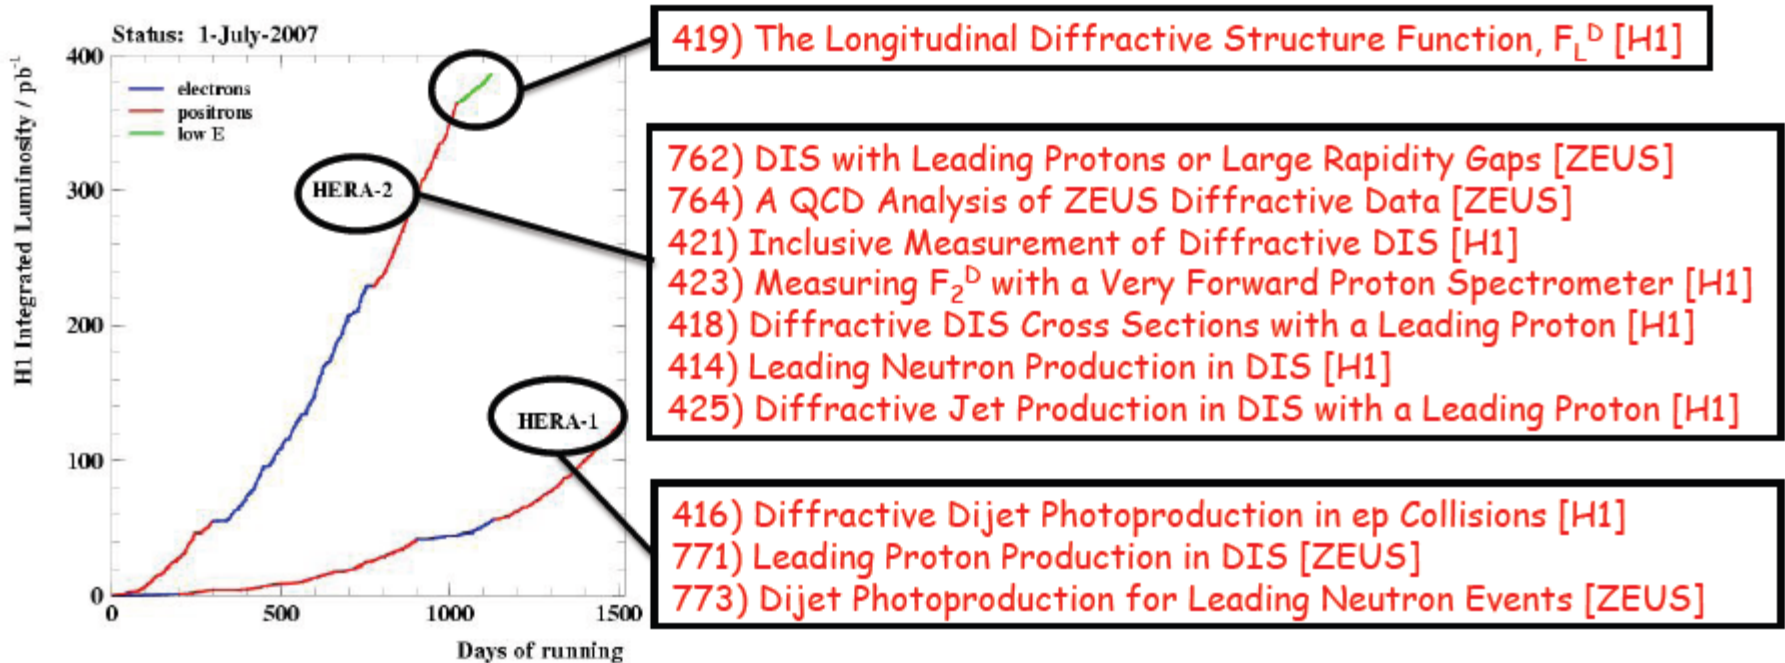 Status: 1-July-2007
H1 Integrated Luminosity / pb⁻¹
400
300
200
100
0
electrons
positrons
low E
HERA-2
HERA-1
0
500
1000
1500
Days of running
419) The Longitudinal Diffractive Structure Function, F_L^D [H1]
762) DIS with Leading Protons or Large Rapidity Gaps [ZEUS]
764) A QCD Analysis of ZEUS Diffractive Data [ZEUS]
421) Inclusive Measurement of Diffractive DIS [H1]
423) Measuring F_2^D with a Very Forward Proton Spectrometer [H1]
418) Diffractive DIS Cross Sections with a Leading Proton [H1]
414) Leading Neutron Production in DIS [H1]
425) Diffractive Jet Production in DIS with a Leading Proton [H1]
416) Diffractive Dijet Photoproduction in ep Collisions [H1]
771) Leading Proton Production in DIS [ZEUS]
773) Dijet Photoproduction for Leading Neutron Events [ZEUS]